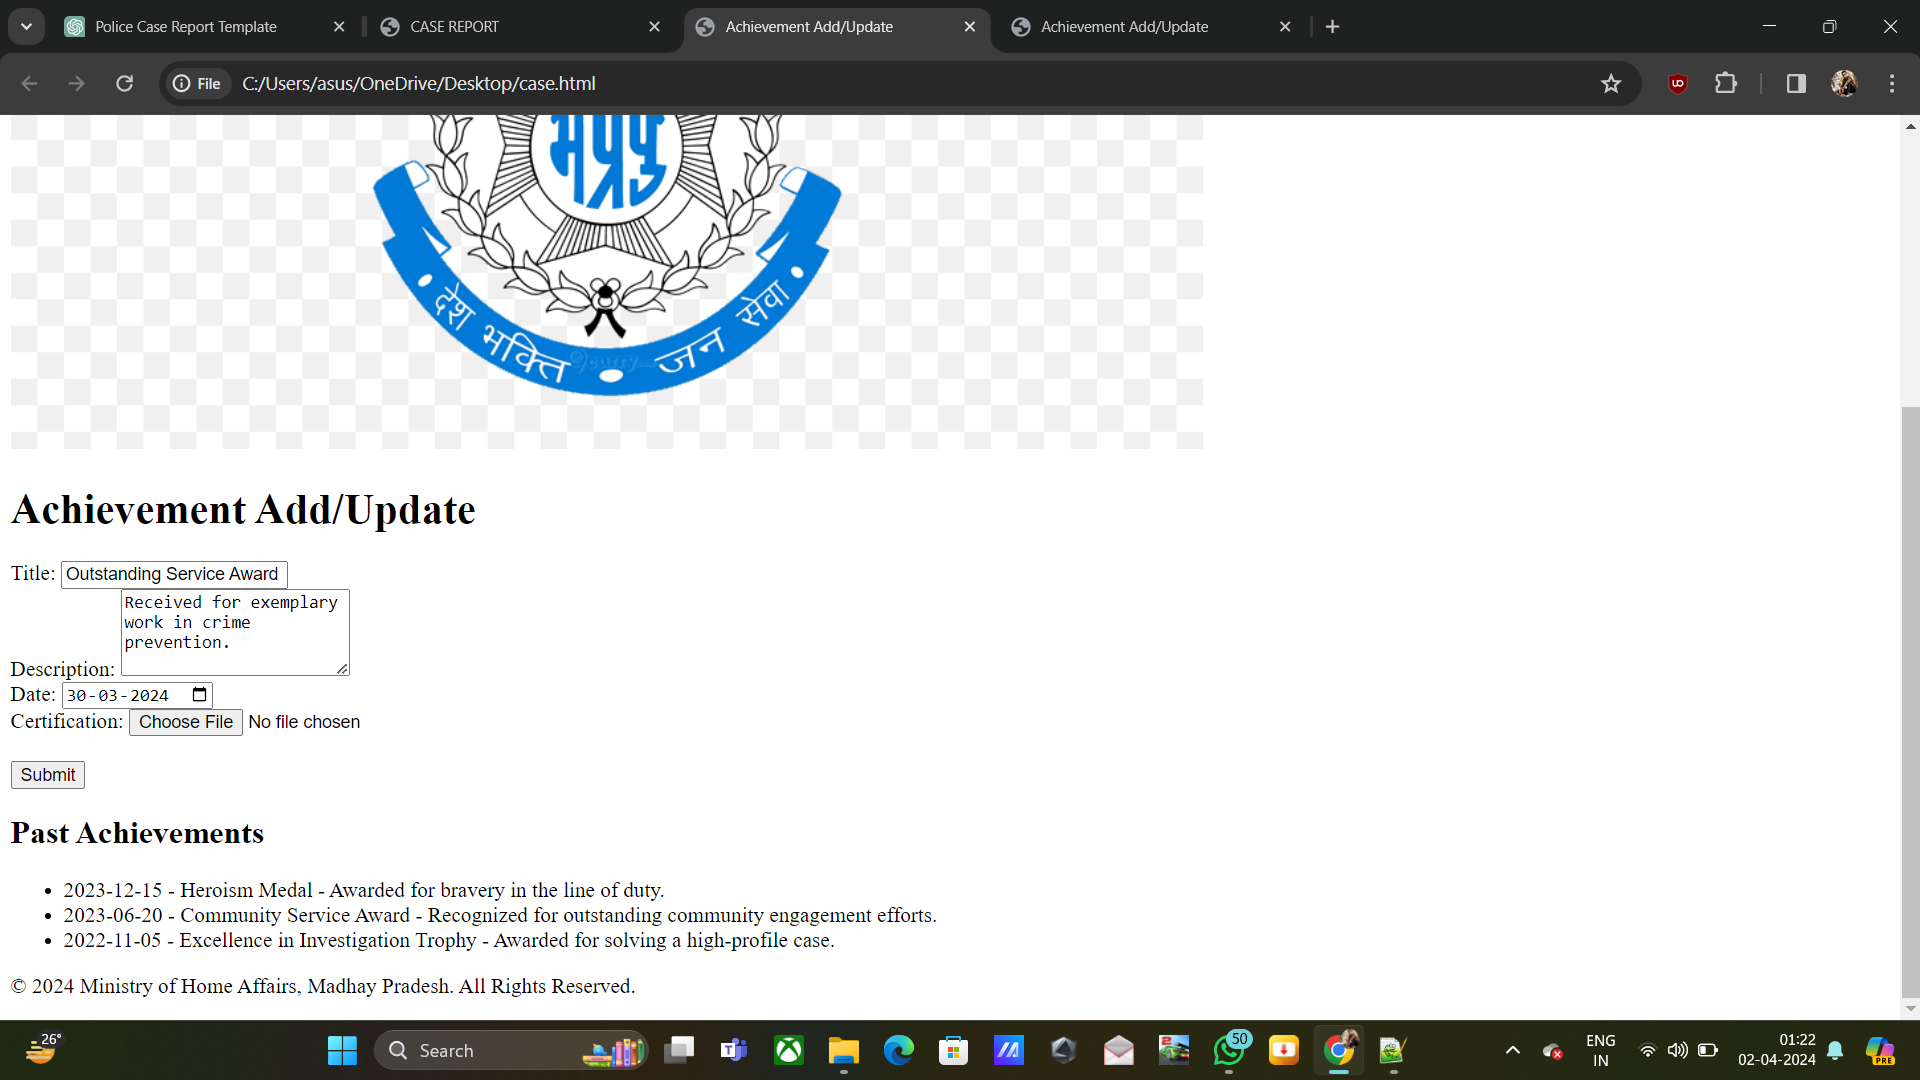 Police Case Report Template
CASE REPORT
Achievement Add/Update
Achievement Add/Update
File
C:/Users/asus/OneDrive/Desktop/case.html
मप्रपु
देश भक्ति जन सेवा
Achievement Add/Update
Title: Outstanding Service Award
Received for exemplary
work in crime
prevention.
Description:
Date: 30-03-2024
Certification: Choose File No file chosen
Submit
Past Achievements
• 2023-12-15 - Heroism Medal - Awarded for bravery in the line of duty.
• 2023-06-20 - Community Service Award - Recognized for outstanding community engagement efforts.
• 2022-11-05 - Excellence in Investigation Trophy - Awarded for solving a high-profile case.
© 2024 Ministry of Home Affairs, Madhay Pradesh. All Rights Reserved.
26°
Search
50
ENG
IN
01:22
02-04-2024
PRE